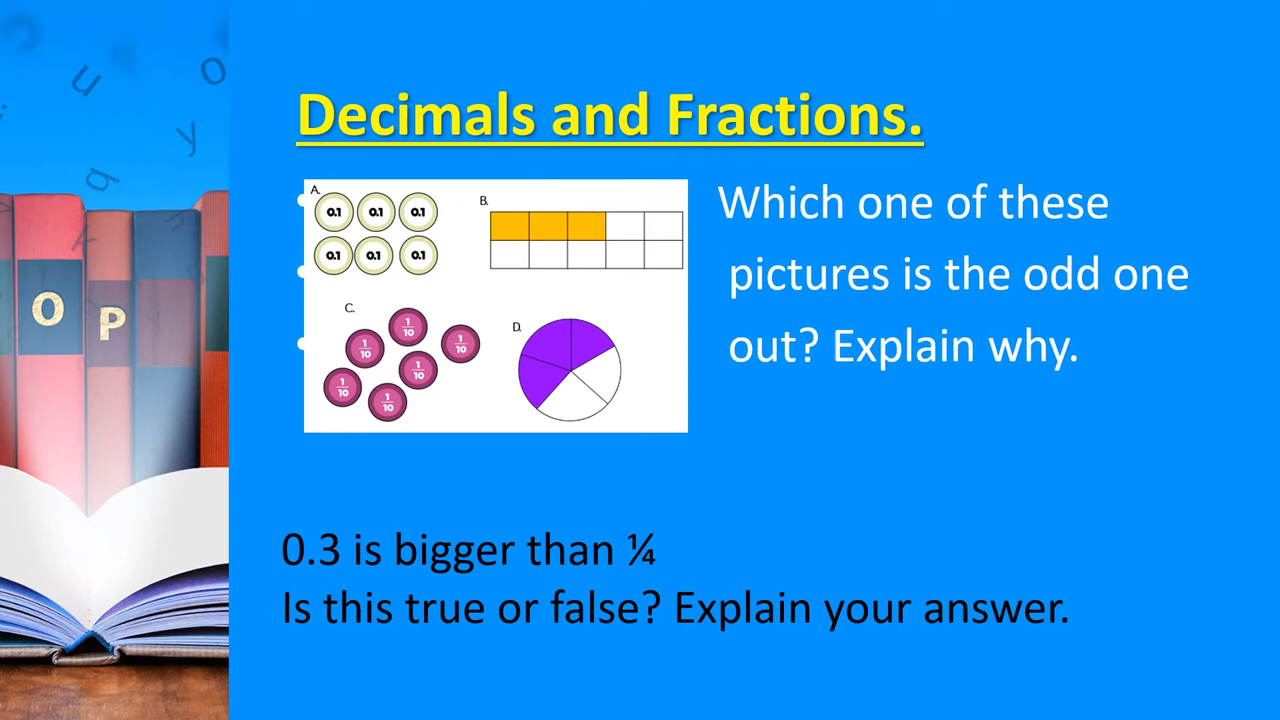 Decimals and Fractions.
A.
0.1 0.1 0.1
0.1 0.1 0.1
B.
C.
1/10
1/10
1/10
1/10
1/10
1/10
D.
Which one of these
pictures is the odd one
out? Explain why.
0.3 is bigger than ¼
Is this true or false? Explain your answer.
u
o
y
q
k
n
O
P